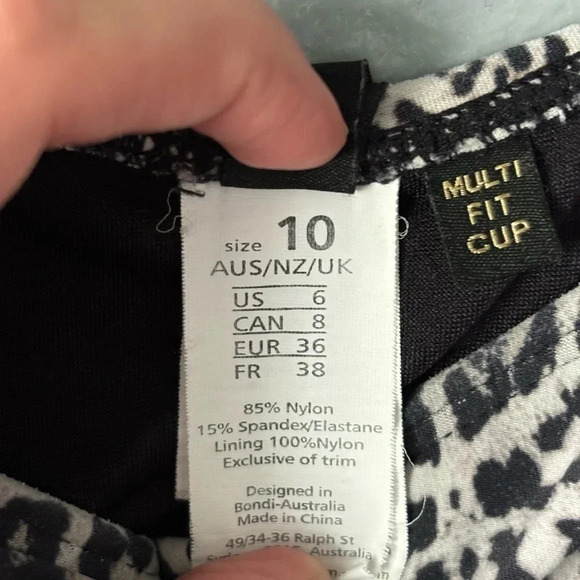 size 10
AUS/NZ/UK
US 6
CAN 8
EUR 36
FR 38
85% Nylon
15% Spandex/Elastane
Lining 100%Nylon
Exclusive of trim
Designed in
Bondi-Australia
Made in China
49/34-36 Ralph St
Australia
MULTI
FIT
CUP